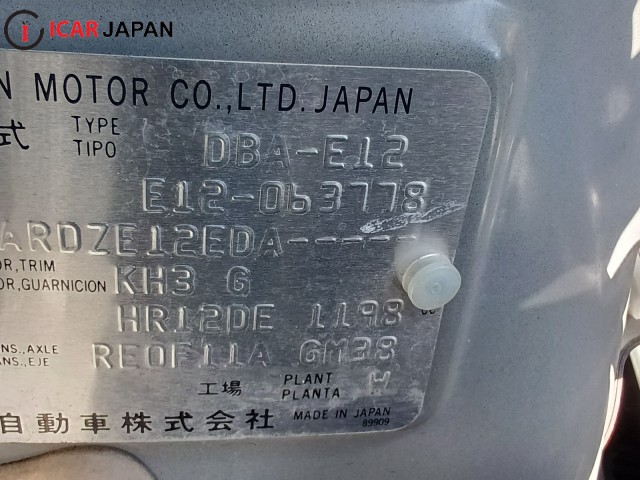 ICAR JAPAN
N MOTOR CO.,LTD. JAPAN
式 TYPE
TIPO DBA-E12
E12-063778
ARDZE12EDA-----
OR,TRIM
OR,GUARNICION KH3 G
HR12DE 1198 cc
NS.,AXLE
ANS.,EJE RE0F11A GM38
工場 PLANT
PLANTA W
自動車株式会社 MADE IN JAPAN
89909